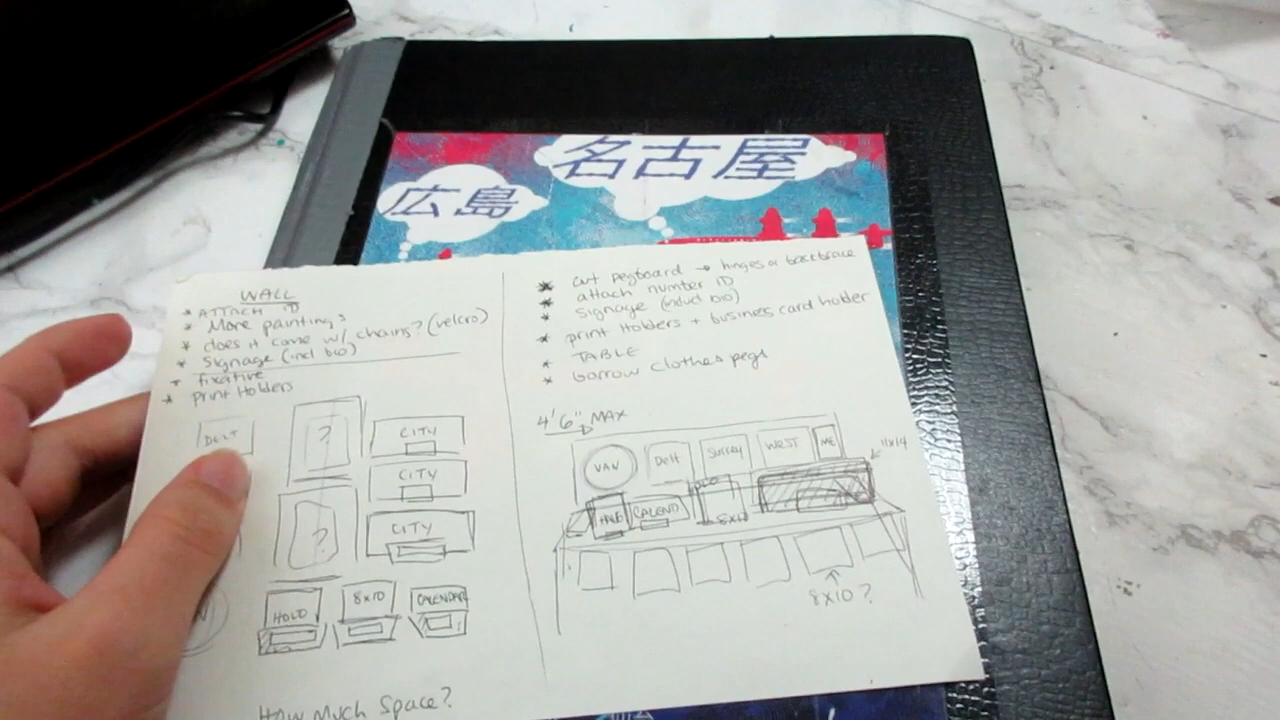 名古屋
広島
WALL
* ATTACH ID
* More paintings
* does it come w/ chains? (velcro)
* Signage (incl bio)
* fixative
* print Holders
DELT
?
CITY
CITY
?
CITY
HOLD
8x10
CALENDAR
How Much Space?
* cut pegboard → hinges or backbrace
* attach number ID
* signage (includ bio)
* print Holders + business card holder
* TABLE
* borrow clothes pegs
4'6" MAX
VAN
Delt
Surrey
WEST
ME
11x14
HOLD
CALEND
8x10
8x10?